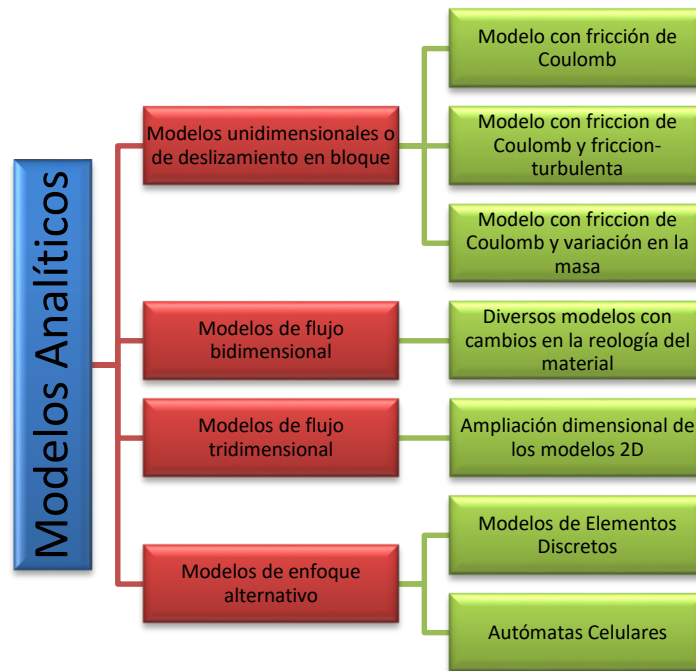 Modelos Analíticos
Modelos unidimensionales o
de deslizamiento en bloque
Modelo con fricción de
Coulomb
Modelo con friccion de
Coulomb y friccion-
turbulenta
Modelo con friccion de
Coulomb y variación en la
masa
Modelos de flujo
bidimensional
Diversos modelos con
cambios en la reología del
material
Modelos de flujo
tridimensional
Ampliación dimensional de
los modelos 2D
Modelos de enfoque
alternativo
Modelos de Elementos
Discretos
Autómatas Celulares